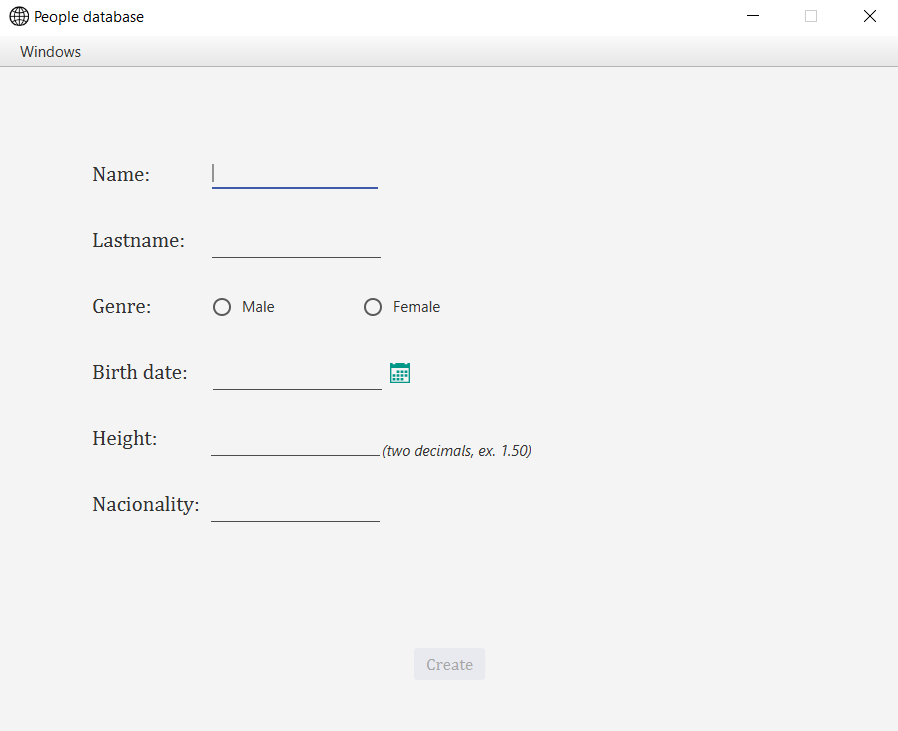 People database
Windows
Name:
Lastname:
Genre: Male Female
Birth date:
Height: (two decimals, ex. 1.50)
Nacionality:
Create